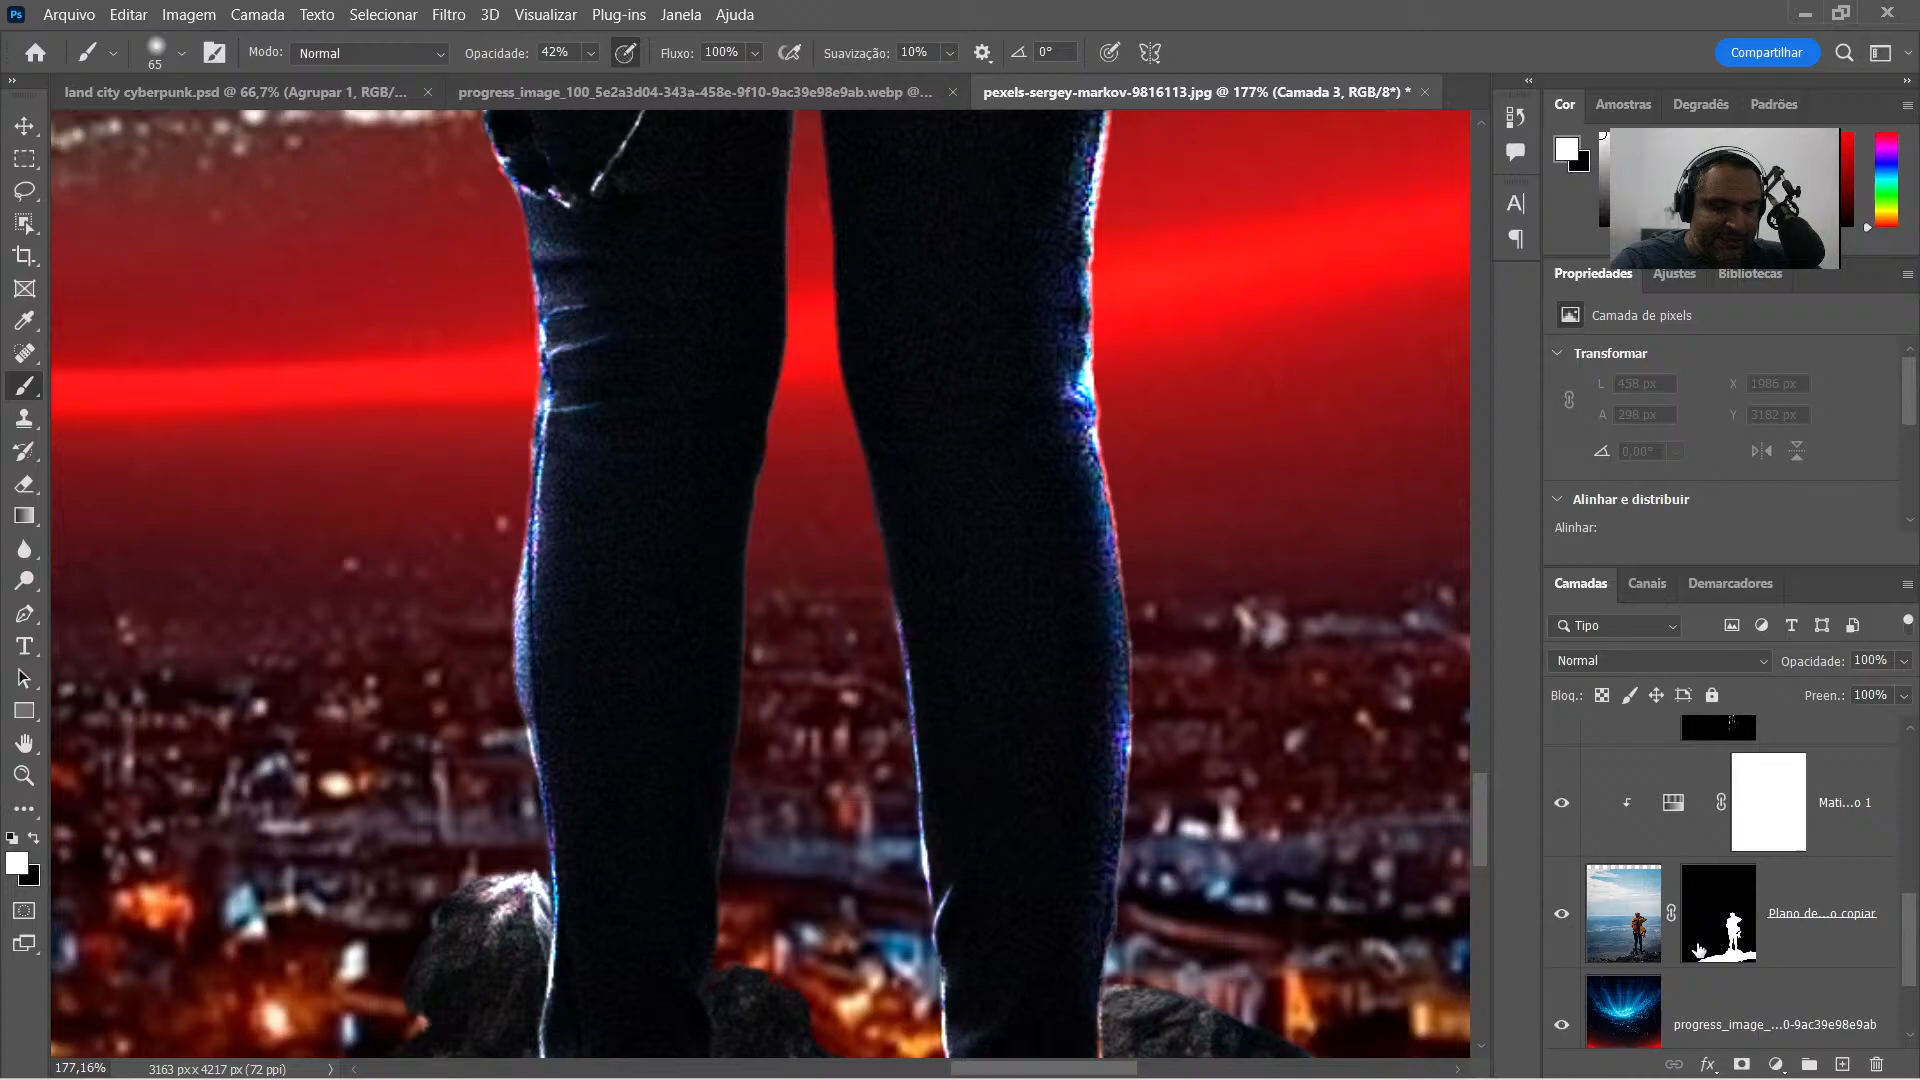 Ps Arquivo Editar Imagem Camada Texto Selecionar Filtro 3D Visualizar Plug-ins Janela Ajuda
65 Modo: Normal Opacidade: 42% Fluxo: 100% Suavização: 10% 0° Compartilhar
land city cyberpunk.psd @ 66,7% (Agrupar 1, RGB/... progress_image_100_5e2a3d04-343a-458e-9f10-9ac39e98e9ab.webp @... pexels-sergey-markov-9816113.jpg @ 177% (Camada 3, RGB/8*) *
Cor Amostras Degradês Padrões
Propriedades Ajustes Bibliotecas
Camada de pixels
Transformar
L 458 px X 1986 px
A 298 px Y 3182 px
0,00°
Alinhar e distribuir
Alinhar:
Camadas Canais Demarcadores
Tipo
Normal Opacidade: 100%
Bloq.: Preen.: 100%
Mati...o 1
Plano de...o copiar
progress_image_...0-9ac39e98e9ab
fx
177,16% 3163 px x 4217 px (72 ppi)